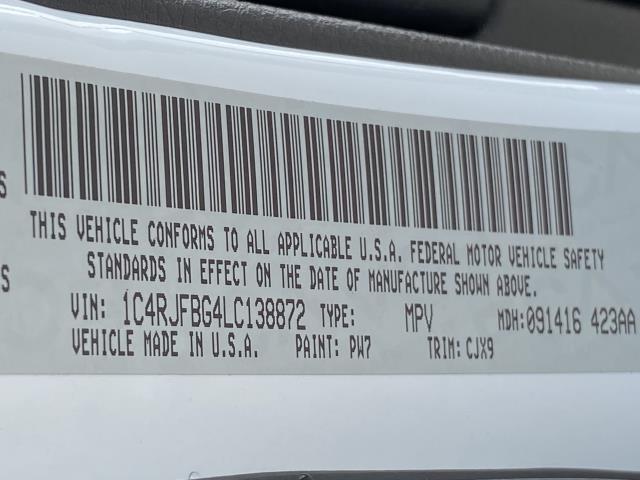 S
THIS VEHICLE CONFORMS TO ALL APPLICABLE U.S.A. FEDERAL MOTOR VEHICLE SAFETY
STANDARDS IN EFFECT ON THE DATE OF MANUFACTURE SHOWN ABOVE.
S
VIN: 1C4RJFBG4LC138872 TYPE: MPV MDH:091416 423AA
VEHICLE MADE IN U.S.A. PAINT: PW7 TRIM:CJX9